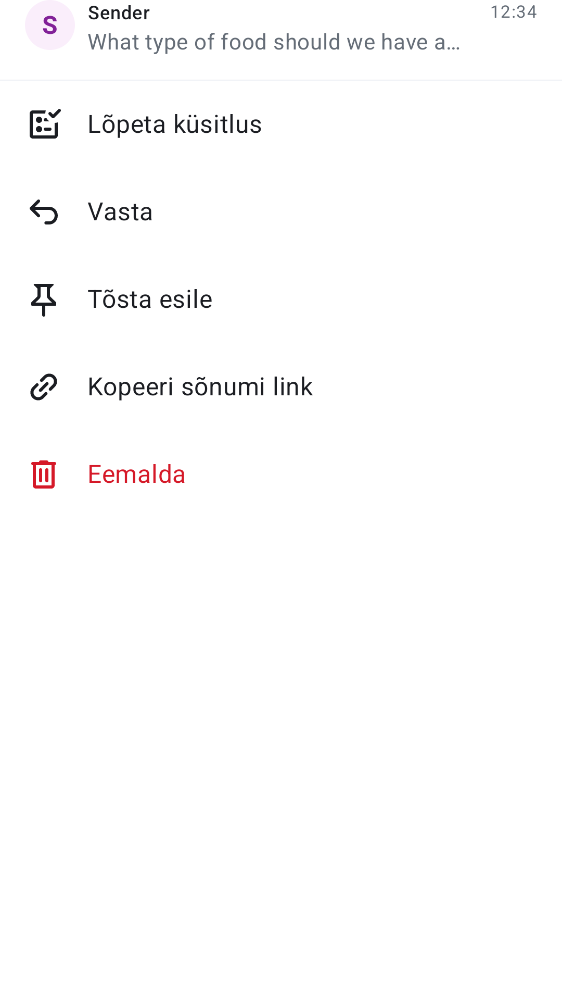 S
Sender
12:34
What type of food should we have a...
Lõpeta küsitlus
Vasta
Tõsta esile
Kopeeri sõnumi link
Eemalda